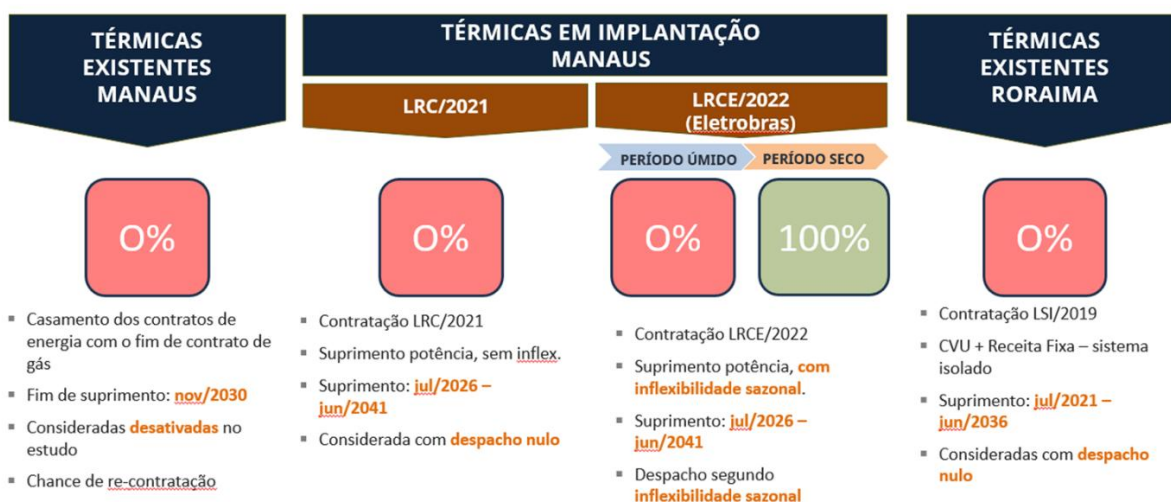 TÉRMICAS
EXISTENTES
MANAUS
O%
Casamento dos contratos de
energia com o fim de contrato de
gás
Fim de suprimento: nov/2030
Consideradas desativadas no
estudo
Chance de re-contratação
TÉRMICAS EM IMPLANTAÇÃO
MANAUS
LRC/2021
O%
Contratação LRC/2021
Suprimento potência, sem inflex.
Suprimento: jul/2026 –
jun/2041
Considerada com despacho nulo
LRCE/2022
(Eletrobras)
PERÍODO ÚMIDO
PERÍODO SECO
O%
100%
Contratação LRCE/2022
Suprimento potência, com
inflexibilidade sazonal.
Suprimento: jul/2026 –
jun/2041
Despacho segundo
inflexibilidade sazonal
TÉRMICAS
EXISTENTES
RORAIMA
O%
Contratação LSI/2019
CVU + Receita Fixa – sistema
isolado
Suprimento: jul/2021 –
jun/2036
Consideradas com despacho
nulo